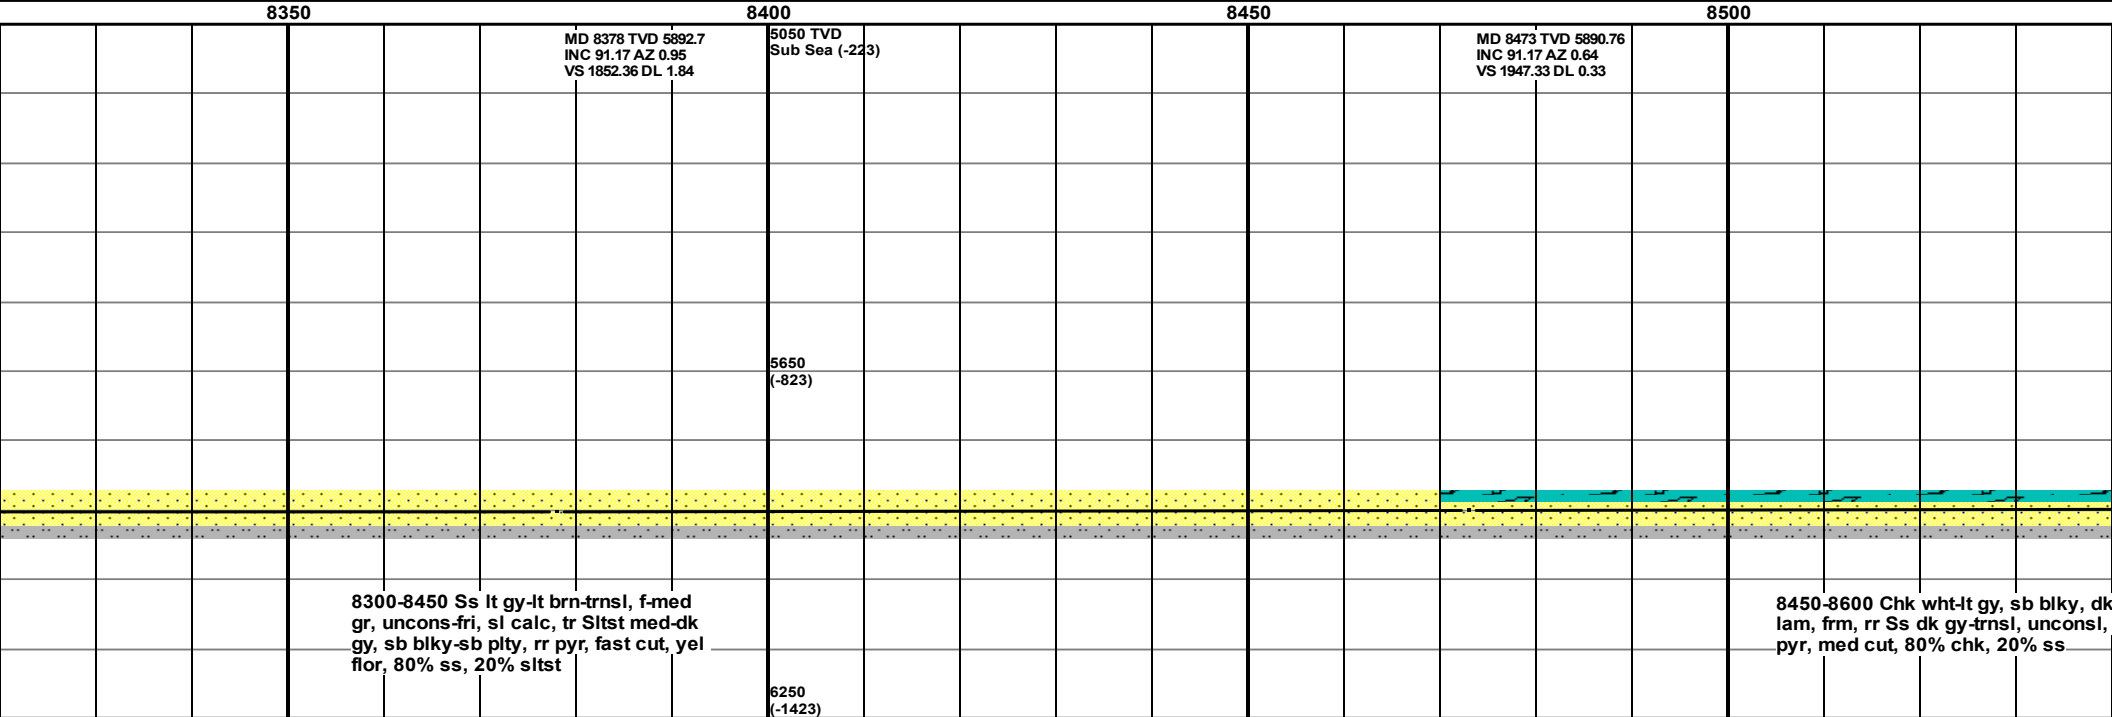 8350 8400 8450 8500
MD 8378 TVD 5892.7
INC 91.17 AZ 0.95
VS 1852.36 DL 1.84
5050 TVD
Sub Sea (-223)
MD 8473 TVD 5890.76
INC 91.17 AZ 0.64
VS 1947.33 DL 0.33
5650
(-823)
8300-8450 Ss lt gy-lt brn-trnsl, f-med
gr, uncons-fri, sl calc, tr Sltst med-dk
gy, sb blky-sb plty, rr pyr, fast cut, yel
flor, 80% ss, 20% sltst
8450-8600 Chk wht-lt gy, sb blky, dk
lam, frm, rr Ss dk gy-trnsl, unconsl,
pyr, med cut, 80% chk, 20% ss
6250
(-1423)